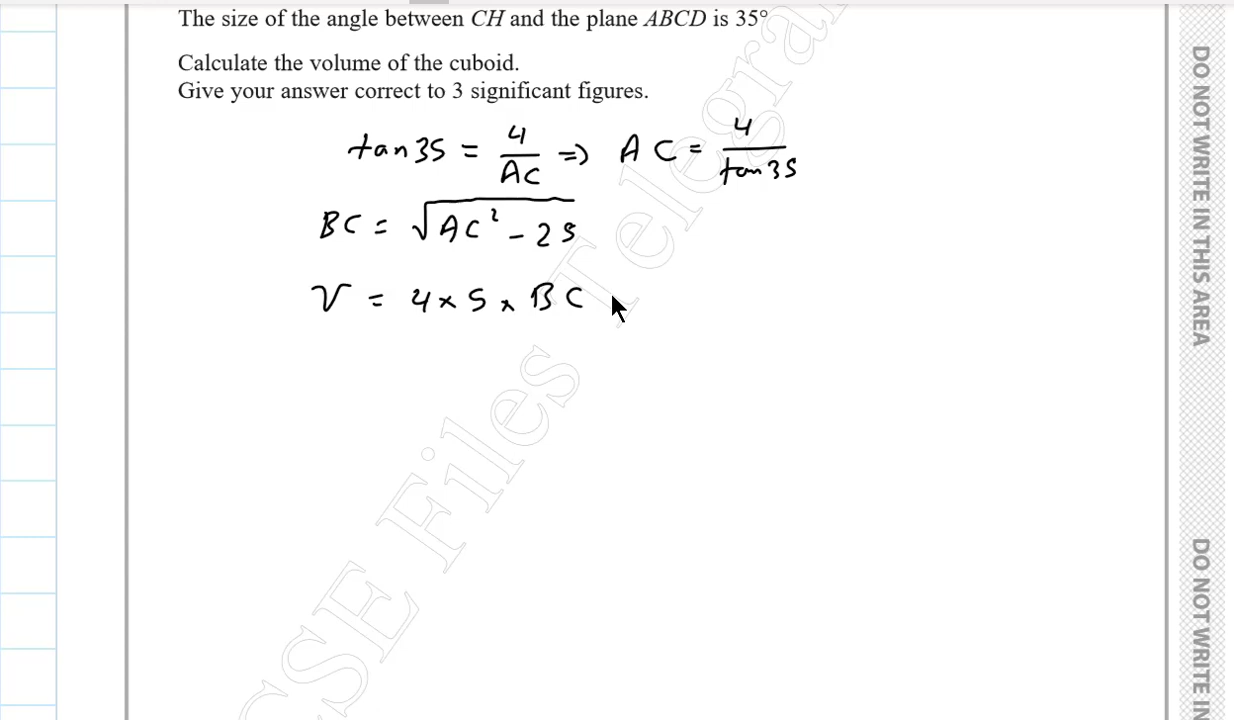 The size of the angle between CH and the plane ABCD is 35°
Calculate the volume of the cuboid.
Give your answer correct to 3 significant figures.
tan35 = 4/AC => AC = 4/tan35
BC = √(AC² - 25)
V = 4 × 5 × BC
DO NOT WRITE IN THIS AREA
DO NOT WRITE IN
CSE Files Telegra